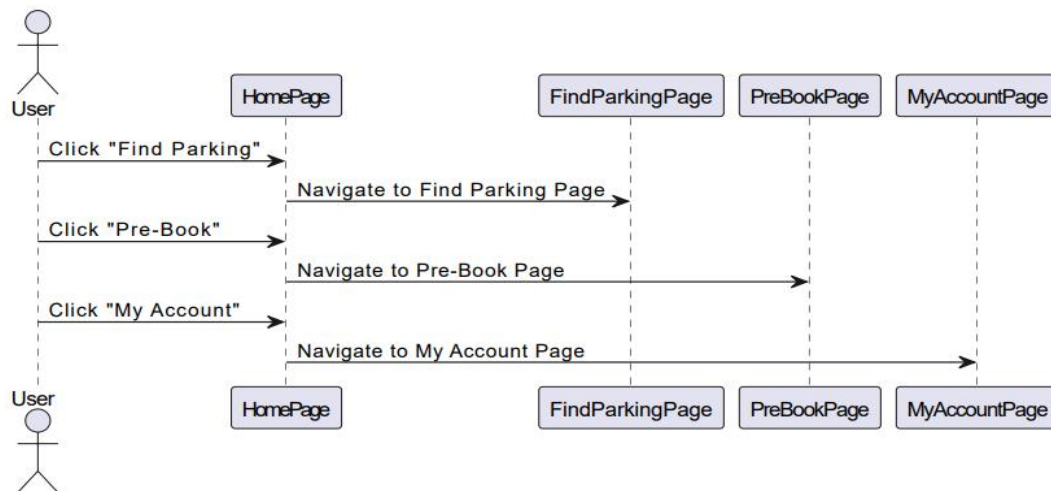 User
HomePage
FindParkingPage
PreBookPage
MyAccountPage
Click "Find Parking"
Navigate to Find Parking Page
Click "Pre-Book"
Navigate to Pre-Book Page
Click "My Account"
Navigate to My Account Page
User
HomePage
FindParkingPage
PreBookPage
MyAccountPage